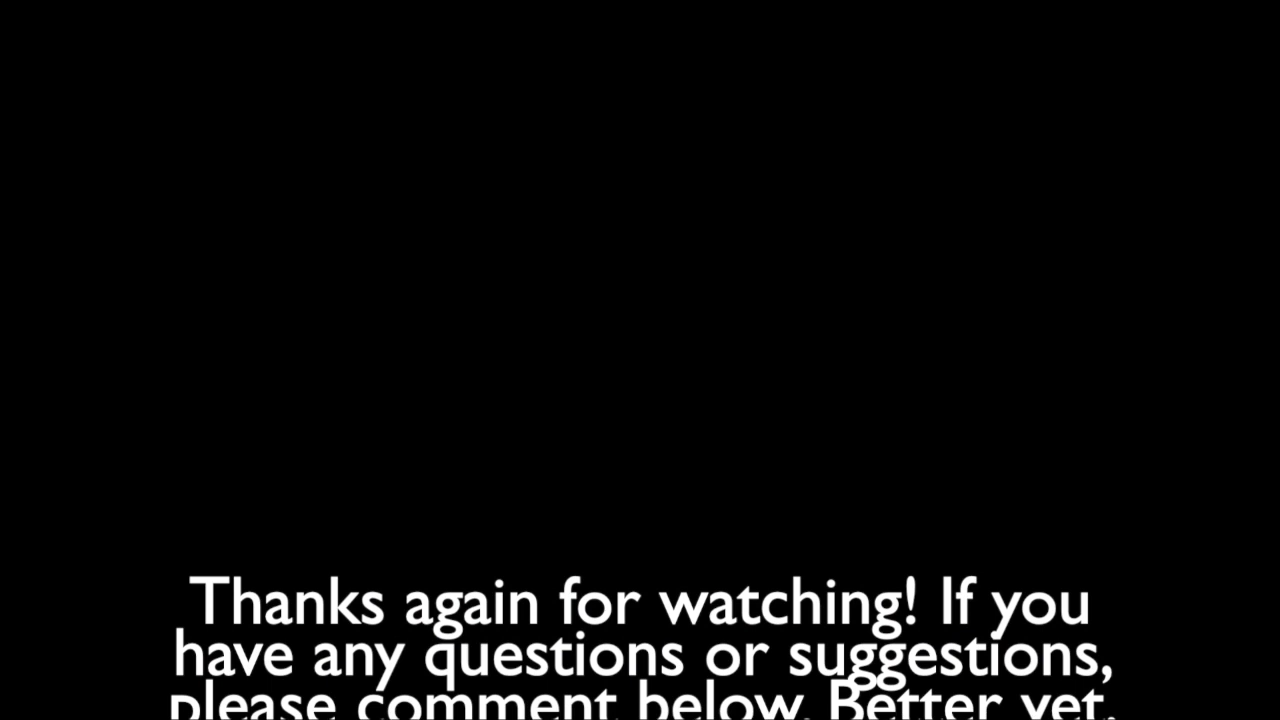 Thanks again for watching! If you
have any questions or suggestions,
please comment below. Better yet,